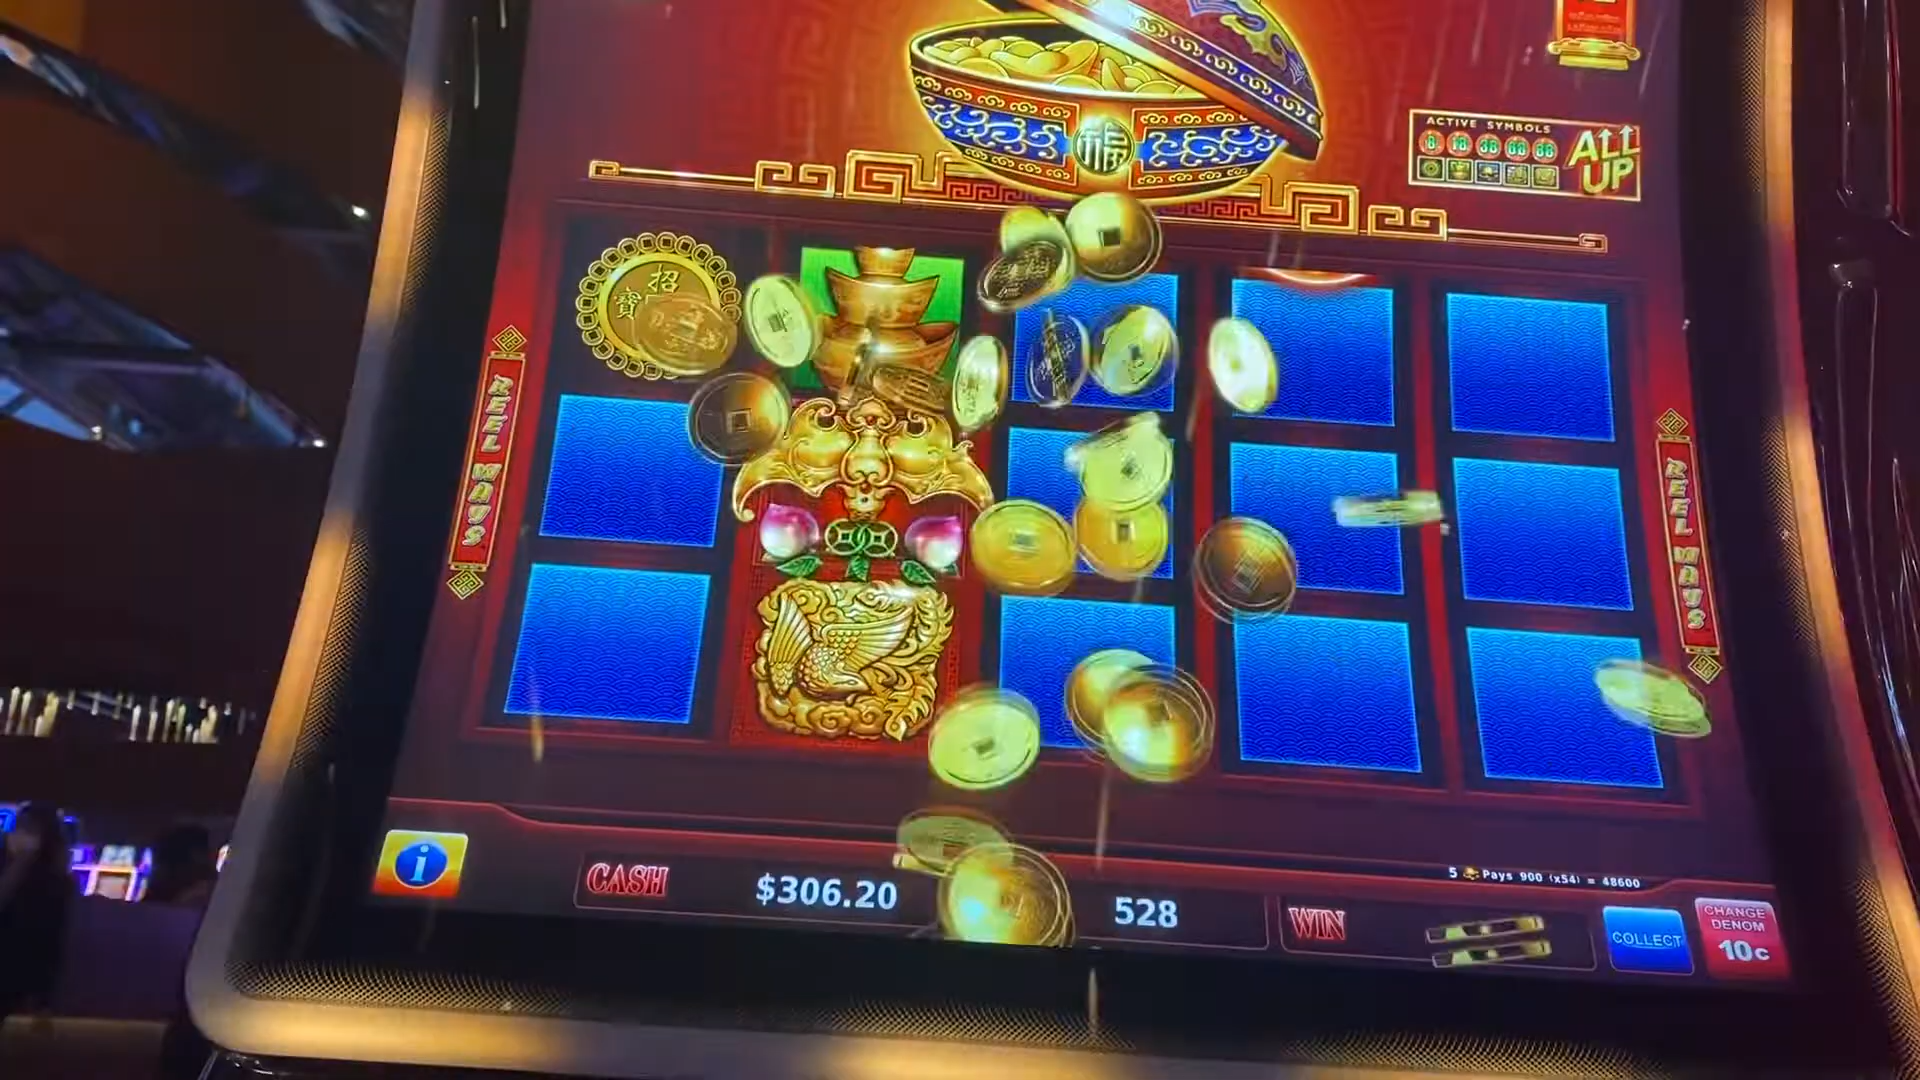 福
ACTIVE SYMBOLS
8 18 38 68 88
ALL
UP
招
寶
REEL WAYS
REEL WAYS
5 Pays 900 (x54) = 48600
i
CASH
$306.20
528
WIN
COLLECT
CHANGE
DENOM
10c